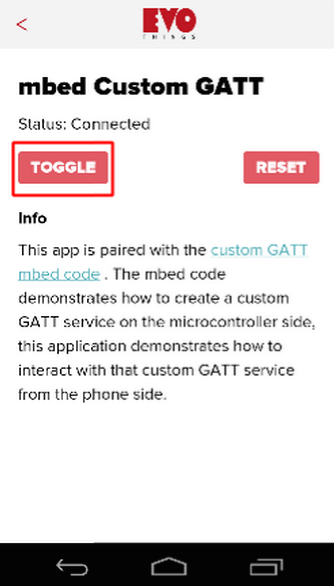 <
EVO
THINGS
mbed Custom GATT
Status: Connected
TOGGLE RESET
Info
This app is paired with the custom GATT
mbed code . The mbed code
demonstrates how to create a custom
GATT service on the microcontroller side,
this application demonstrates how to
interact with that custom GATT service
from the phone side.